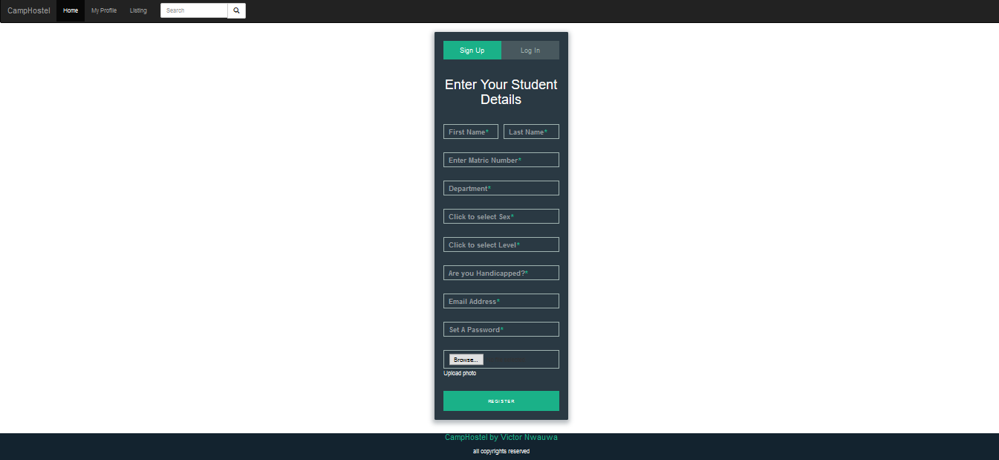 CampHostel Home My Profile Listing Search
Sign Up Log In
Enter Your Student
Details
First Name* Last Name*
Enter Matric Number*
Department*
Click to select Sex*
Click to select Level*
Are you Handicapped?*
Email Address*
Set A Password*
Browse...
Upload photo
REGISTER
CampHostel by Victor Nwauwa
all copyrights reserved